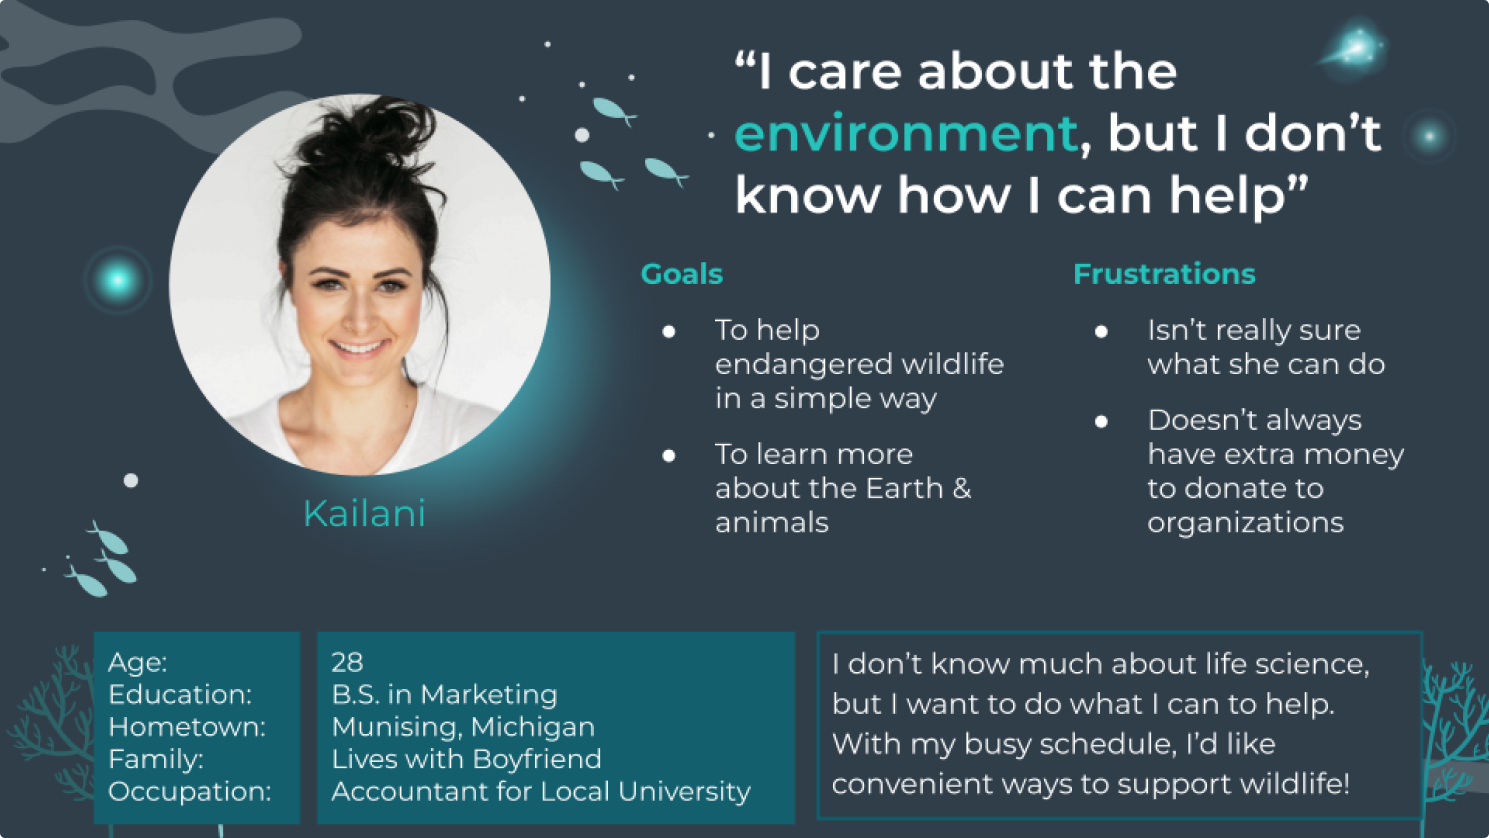 “I care about the
environment, but I don’t
know how I can help”
Goals
● To help
endangered wildlife
in a simple way
● To learn more
about the Earth &
animals
Frustrations
● Isn’t really sure
what she can do
● Doesn’t always
have extra money
to donate to
organizations
Kailani
Age: 28
Education: B.S. in Marketing
Hometown: Munising, Michigan
Family: Lives with Boyfriend
Occupation: Accountant for Local University
I don’t know much about life science,
but I want to do what I can to help.
With my busy schedule, I’d like
convenient ways to support wildlife!